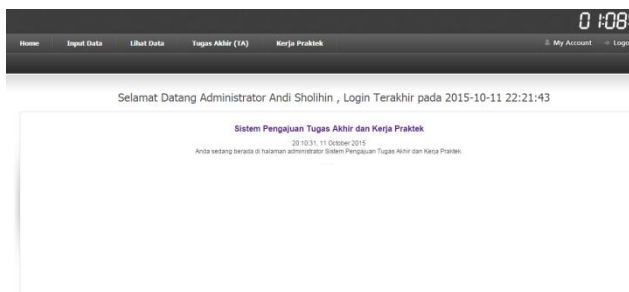 01:08:
Home Input Data Lihat Data Tugas Akhir (TA) Kerja Praktek My Account Logo
Selamat Datang Administrator Andi Sholihin , Login Terakhir pada 2015-10-11 22:21:43
Sistem Pengajuan Tugas Akhir dan Kerja Praktek
20:10:31, 11 October 2015
Anda sedang berada di halaman administrator Sistem Pengajuan Tugas Akhir dan Kerja Praktek.